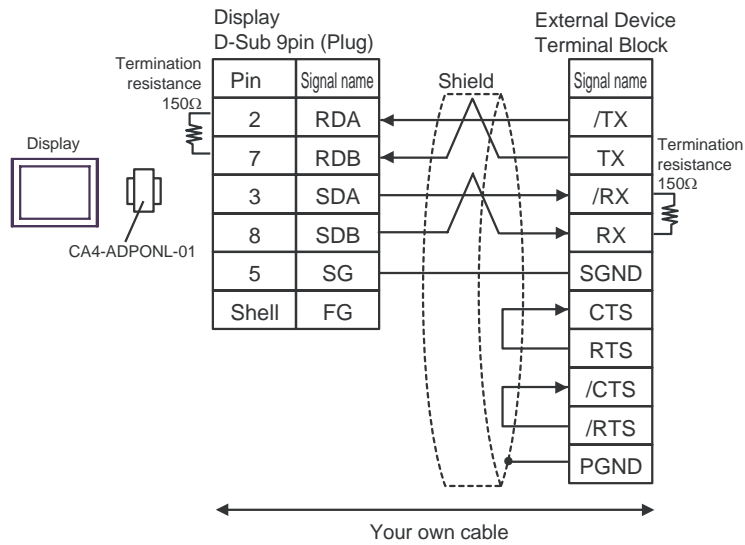 Display
D-Sub 9pin (Plug)
External Device
Terminal Block
Termination
resistance
150Ω
Pin Signal name
Shield
Signal name
2 RDA
/TX
7 RDB
TX
Termination
resistance
150Ω
Display
3 SDA
/RX
8 SDB
RX
CA4-ADPONL-01
5 SG
SGND
Shell FG
CTS
RTS
/CTS
/RTS
PGND
Your own cable